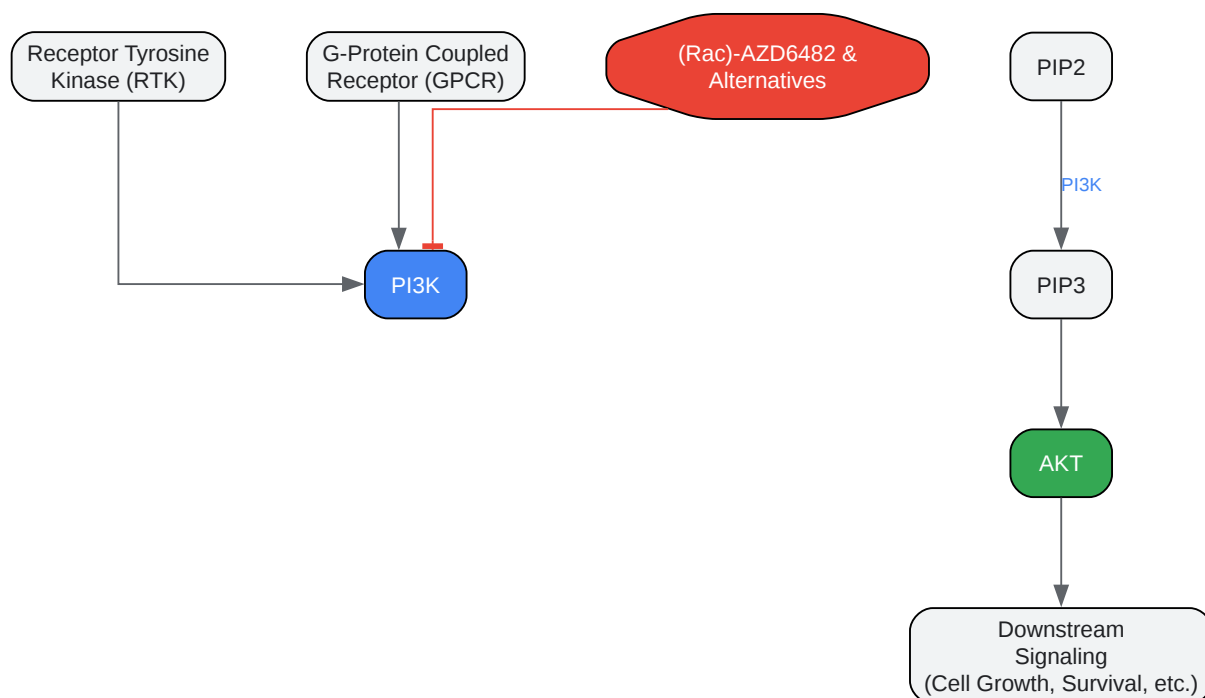 Receptor Tyrosine
Kinase (RTK)
G-Protein Coupled
Receptor (GPCR)
(Rac)-AZD6482 &
Alternatives
PIP2
PI3K
PI3K
PIP3
AKT
Downstream
Signaling
(Cell Growth, Survival, etc.)